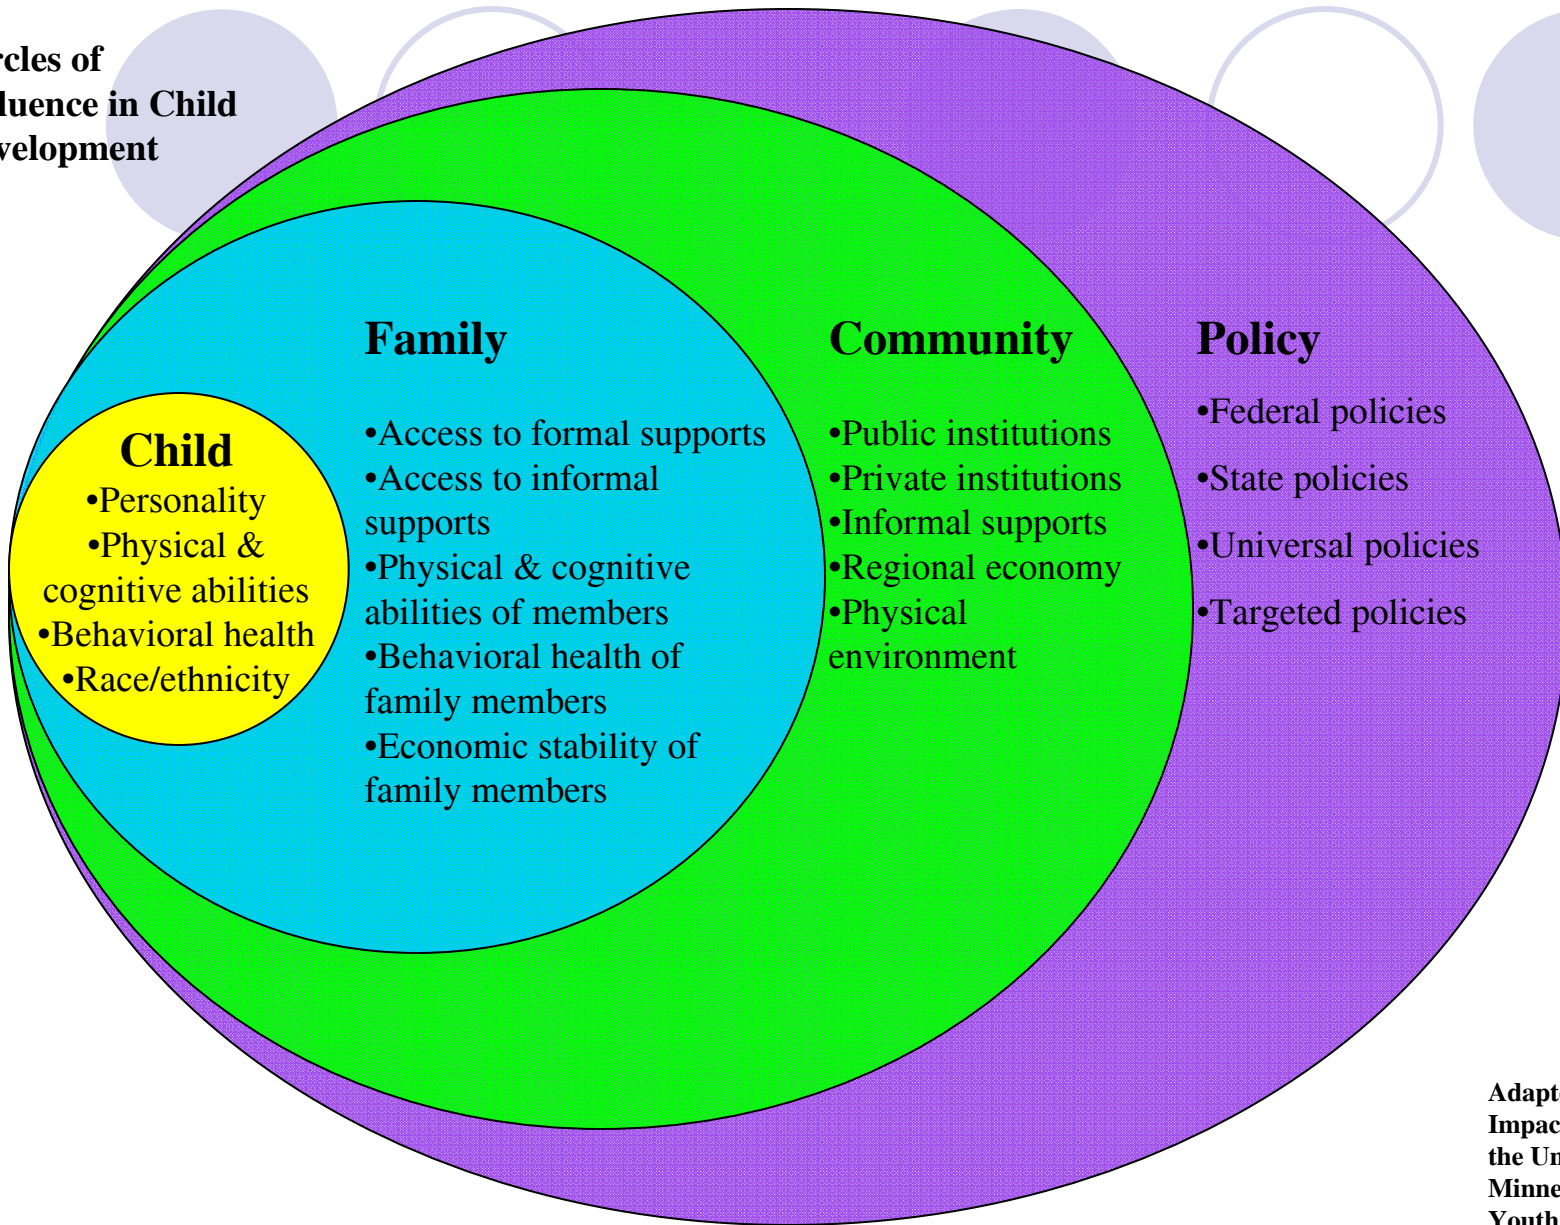 rcles of
luence in Child
velopment
Child
•Personality
•Physical &
cognitive abilities
•Behavioral health
•Race/ethnicity
Family
•Access to formal supports
•Access to informal
supports
•Physical & cognitive
abilities of members
•Behavioral health of
family members
•Economic stability of
family members
Community
•Public institutions
•Private institutions
•Informal supports
•Regional economy
•Physical
environment
Policy
•Federal policies
•State policies
•Universal policies
•Targeted policies
Adapt
Impac
the Un
Minne
Youth